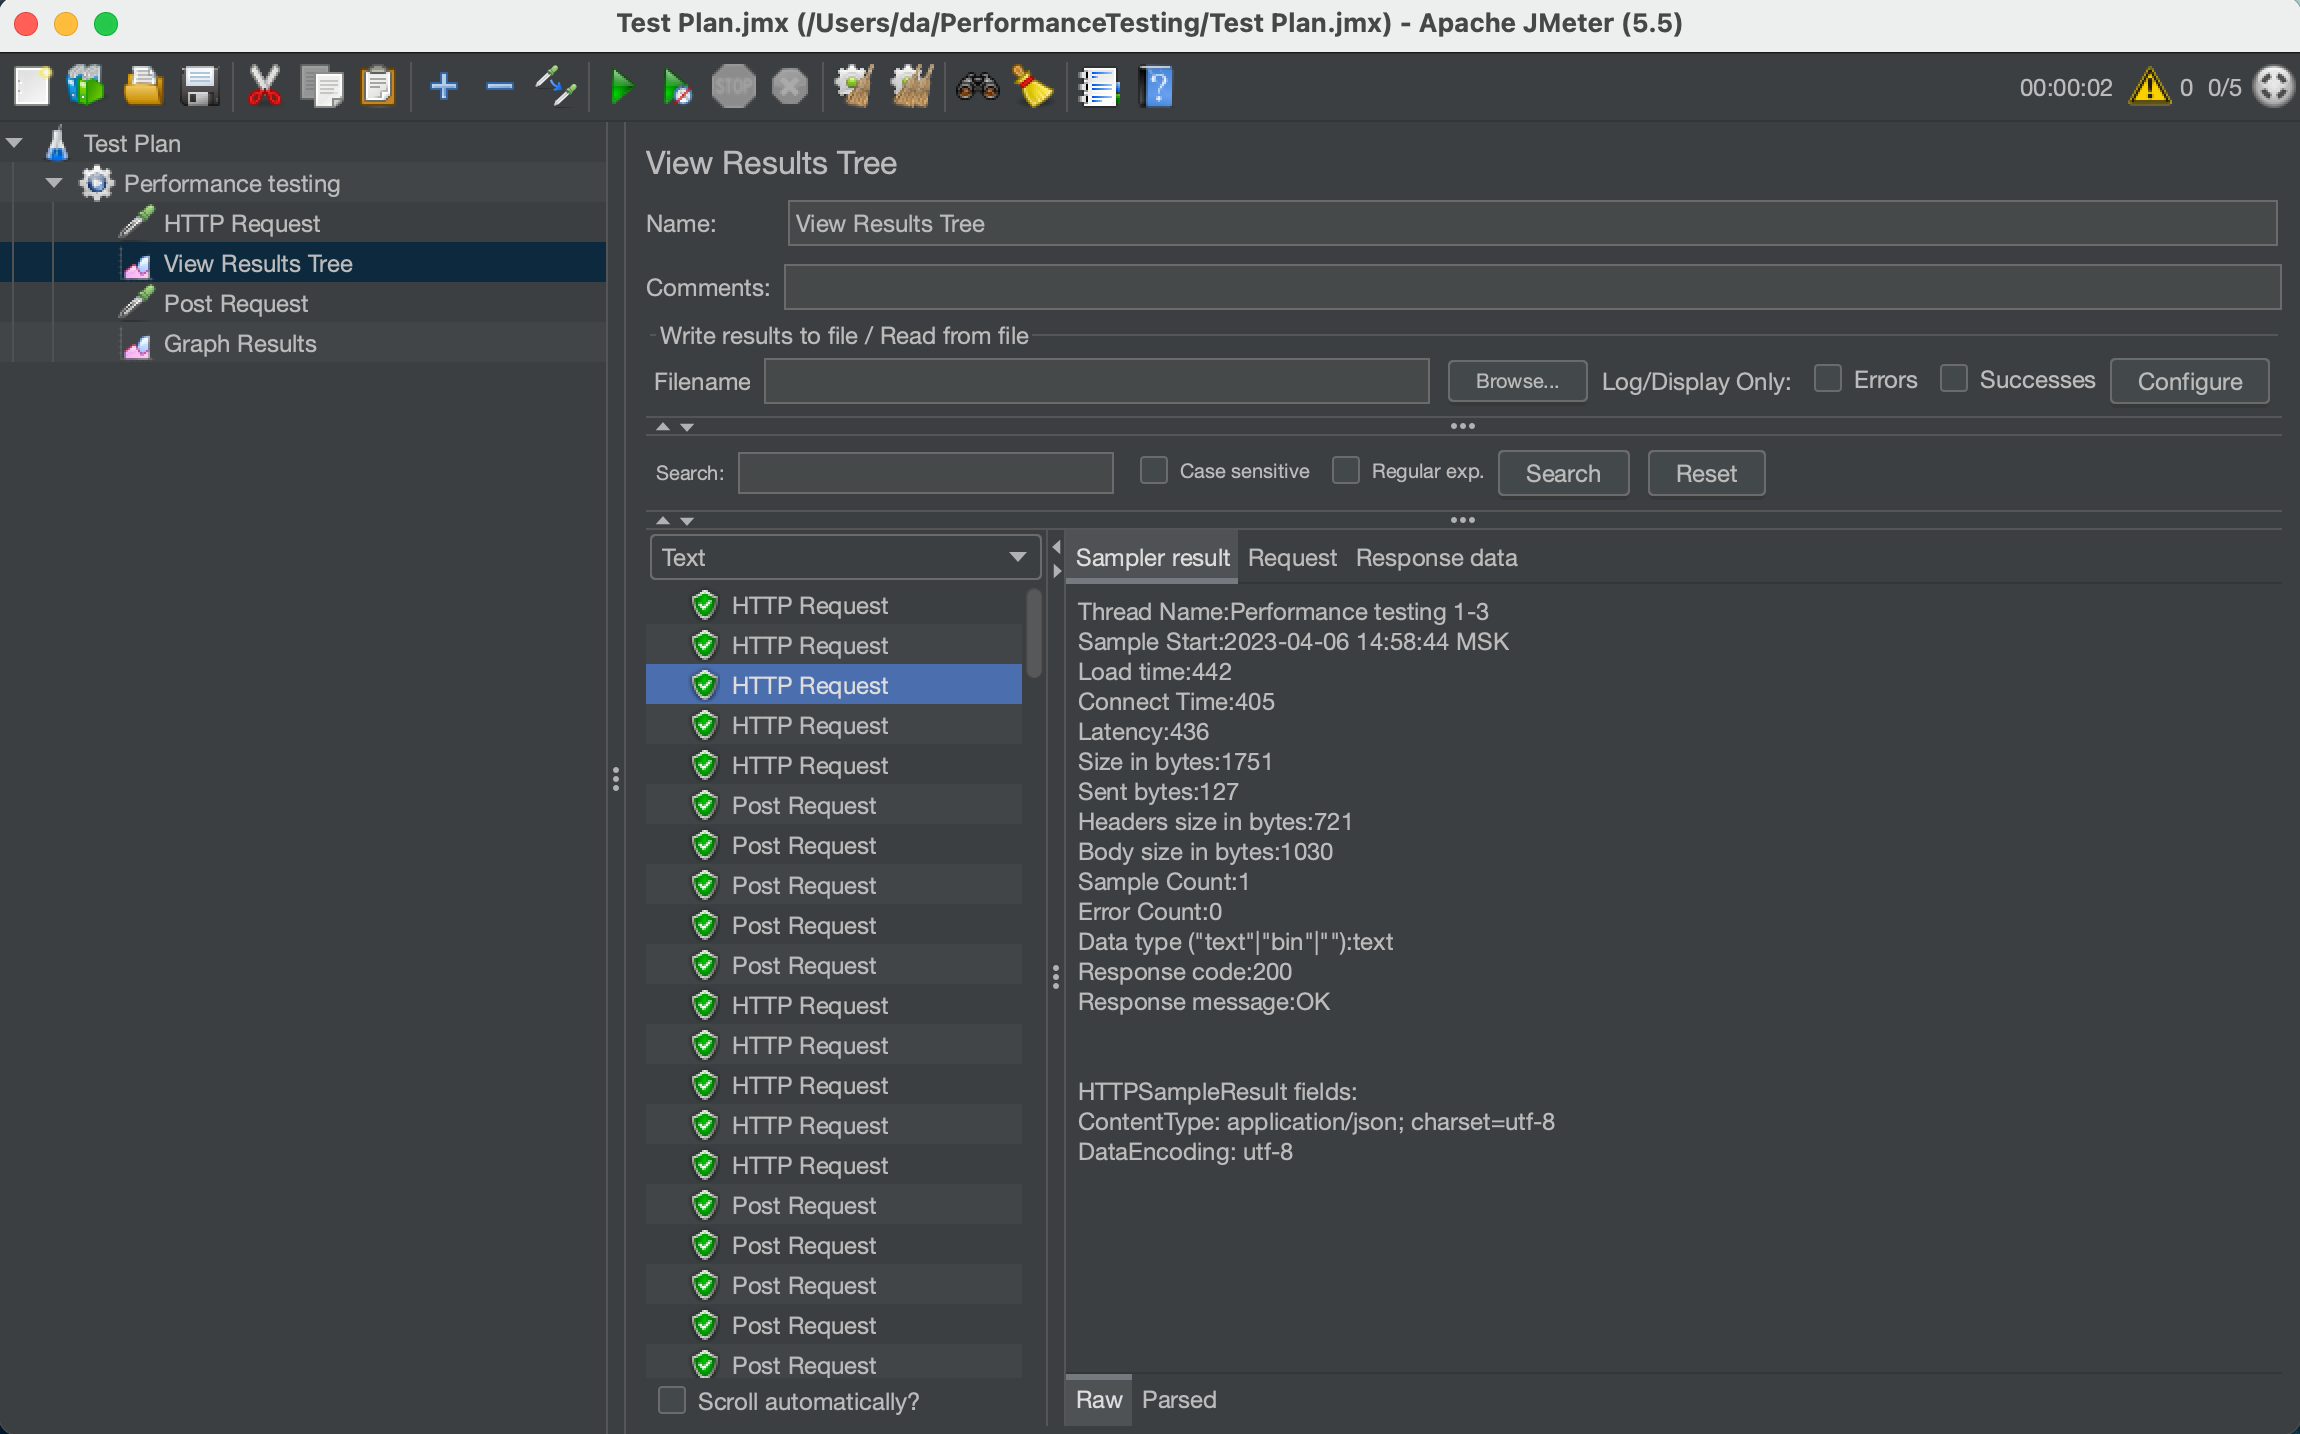 Test Plan.jmx (/Users/da/PerformanceTesting/Test Plan.jmx) - Apache JMeter (5.5)
STOP
00:00:02 0 0/5
Test Plan
Performance testing
HTTP Request
View Results Tree
Post Request
Graph Results
View Results Tree
Name: View Results Tree
Comments:
Write results to file / Read from file
Filename Browse... Log/Display Only: Errors Successes Configure
Search: Case sensitive Regular exp. Search Reset
Text
HTTP Request
HTTP Request
HTTP Request
HTTP Request
HTTP Request
Post Request
Post Request
Post Request
Post Request
Post Request
HTTP Request
HTTP Request
HTTP Request
HTTP Request
HTTP Request
Post Request
Post Request
Post Request
Post Request
Post Request
Scroll automatically?
Sampler result Request Response data
Thread Name:Performance testing 1-3
Sample Start:2023-04-06 14:58:44 MSK
Load time:442
Connect Time:405
Latency:436
Size in bytes:1751
Sent bytes:127
Headers size in bytes:721
Body size in bytes:1030
Sample Count:1
Error Count:0
Data type ("text"|"bin"|""):text
Response code:200
Response message:OK
HTTPSampleResult fields:
ContentType: application/json; charset=utf-8
DataEncoding: utf-8
Raw Parsed